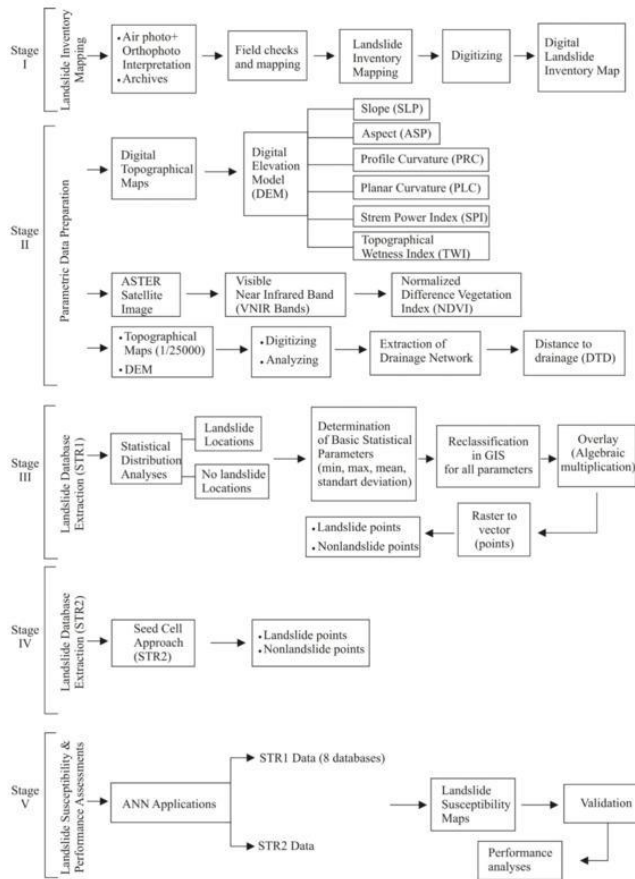 Stage
I
Landslide Inventory
Mapping
• Air photo+
Orthophoto
Interpretation
• Archives
Field checks
and mapping
Landslide
Inventory
Mapping
Digitizing
Digital
Landslide
Inventory Map
Stage
II
Parametric Data Preparation
Digital
Topographical
Maps
Digital
Elevation
Model
(DEM)
Slope (SLP)
Aspect (ASP)
Profile Curvature (PRC)
Planar Curvature (PLC)
Strem Power Index (SPI)
Topographical
Wetness Index (TWI)
ASTER
Satellite
Image
Visible
Near Infrared Band
(VNIR Bands)
Normalized
Difference Vegetation
Index (NDVI)
• Topographical
Maps (1/25000)
• DEM
• Digitizing
• Analyzing
Extraction of
Drainage Network
Distance to
drainage (DTD)
Stage
III
Landslide Database
Extraction (STR1)
Statistical
Distribution
Analyses
Landslide
Locations
No landslide
Locations
Determination
of Basic Statistical
Parameters
(min, max, mean,
standart deviation)
Reclassification
in GIS
for all parameters
Overlay
(Algebraic
multiplication)
Raster to
vector
(points)
• Landslide points
• Nonlandslide points
Stage
IV
Landslide Database
Extraction (STR2)
Seed Cell
Approach
(STR2)
• Landslide points
• Nonlandslide points
Stage
V
Landslide Susceptibility &
Performance Assessments
ANN Applications
STR1 Data (8 databases)
STR2 Data
Landslide
Susceptibility
Maps
Validation
Performance
analyses